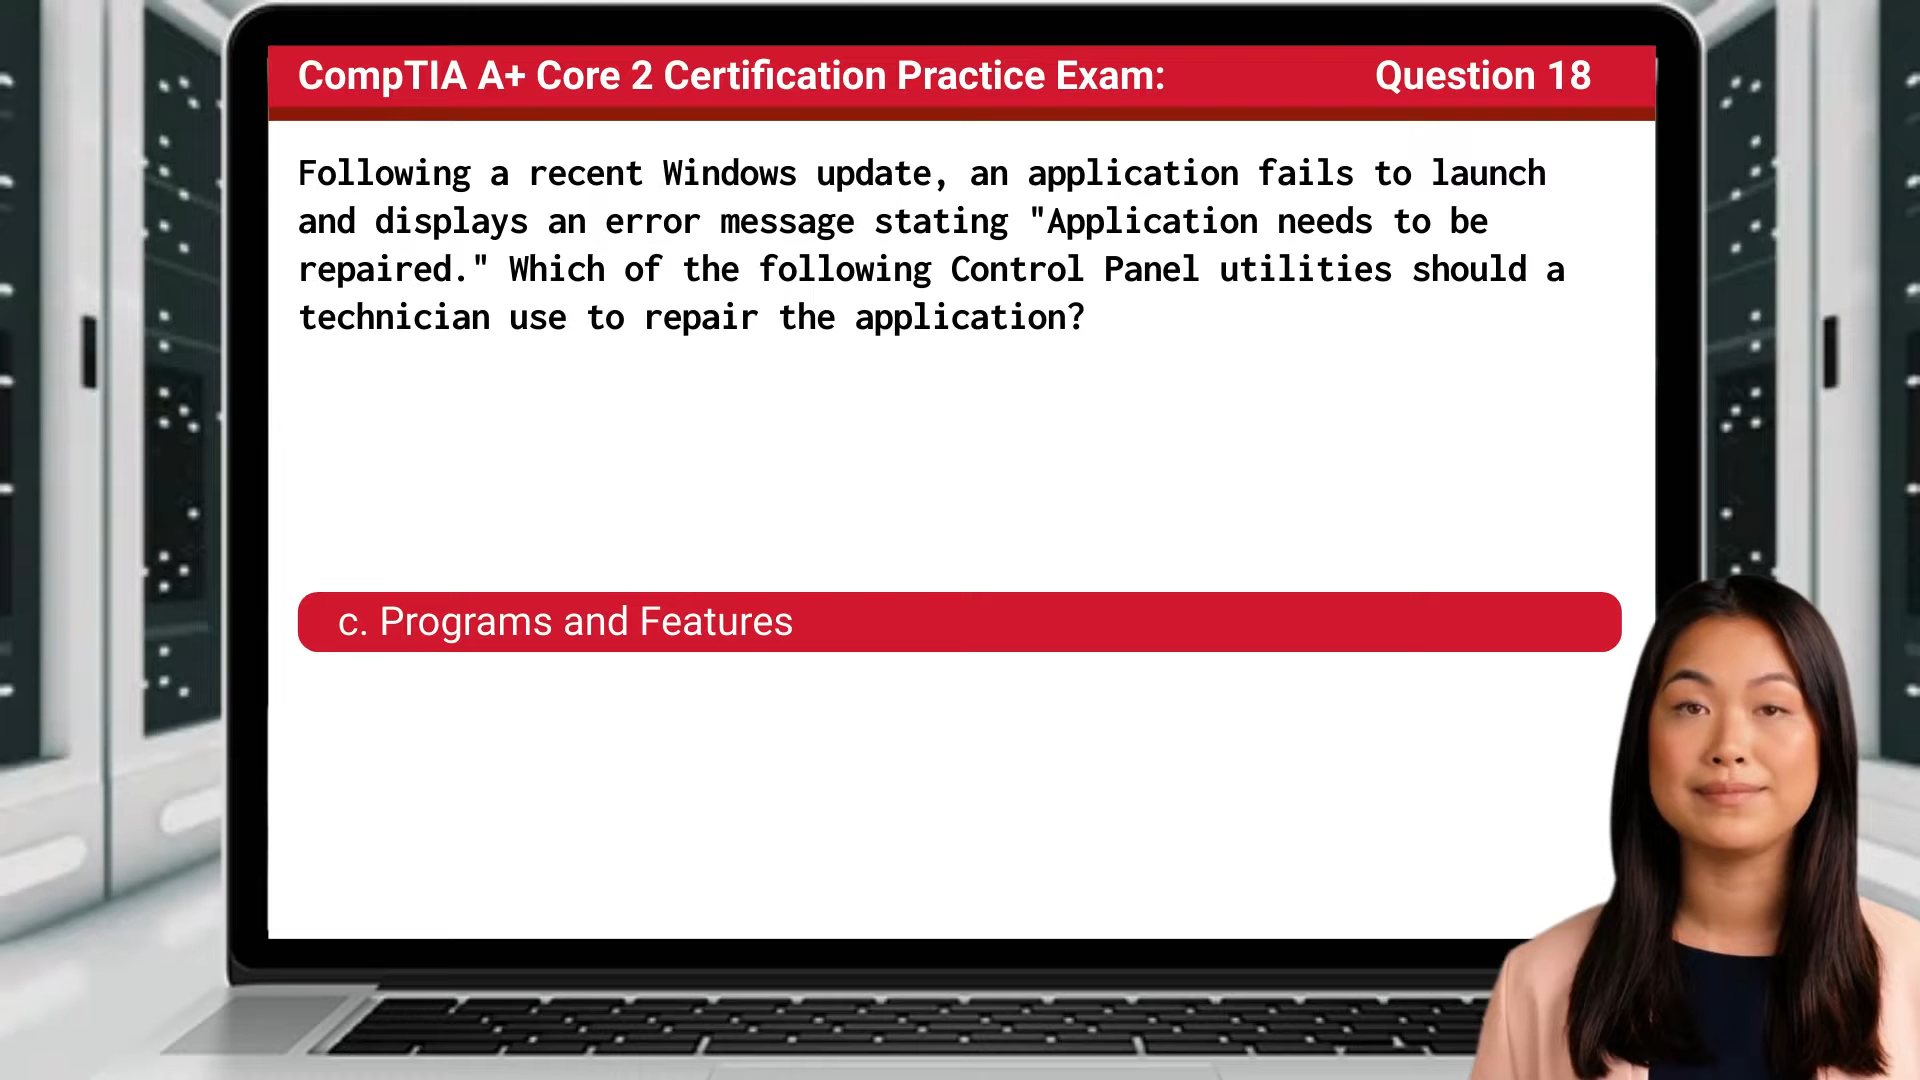 CompTIA A+ Core 2 Certification Practice Exam: Question 18
Following a recent Windows update, an application fails to launch
and displays an error message stating "Application needs to be
repaired." Which of the following Control Panel utilities should a
technician use to repair the application?
c. Programs and Features